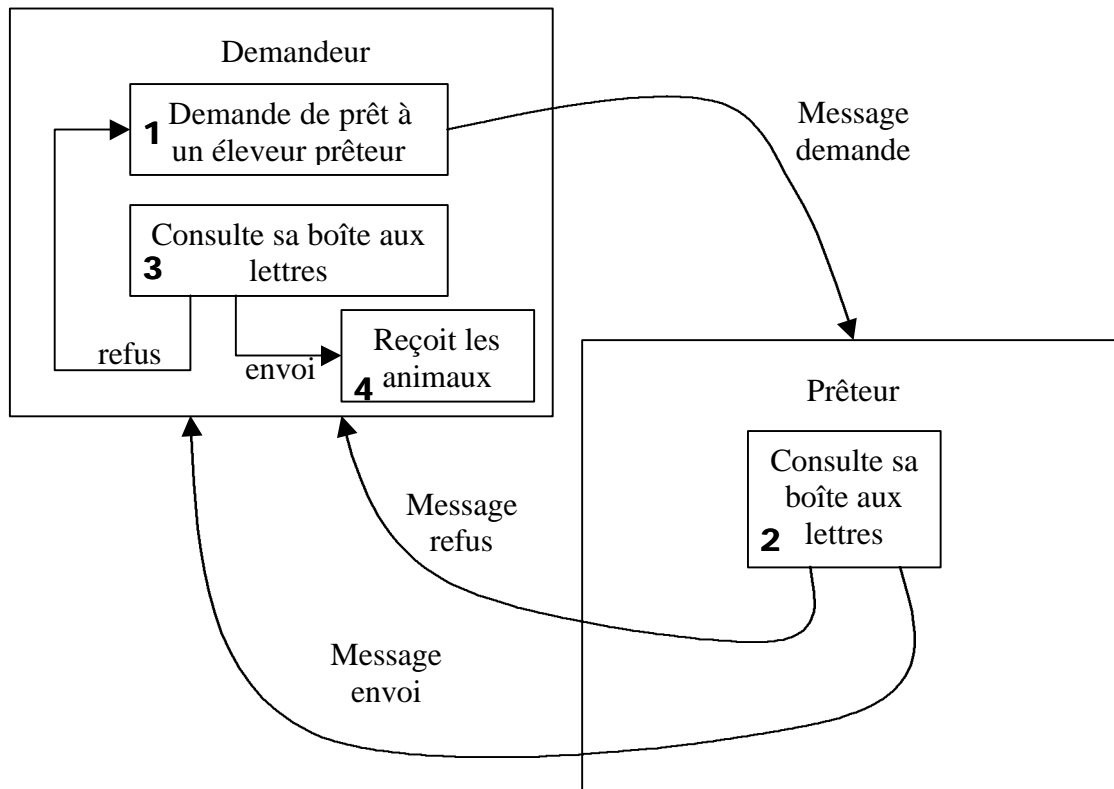 Demandeur
1 Demande de prêt à
un éleveur prêteur
Message
demande
Consulte sa boîte aux
3 lettres
refus
envoi
Reçoit les
4 animaux
Prêteur
Consulte sa
boîte aux
2 lettres
Message
refus
Message
envoi